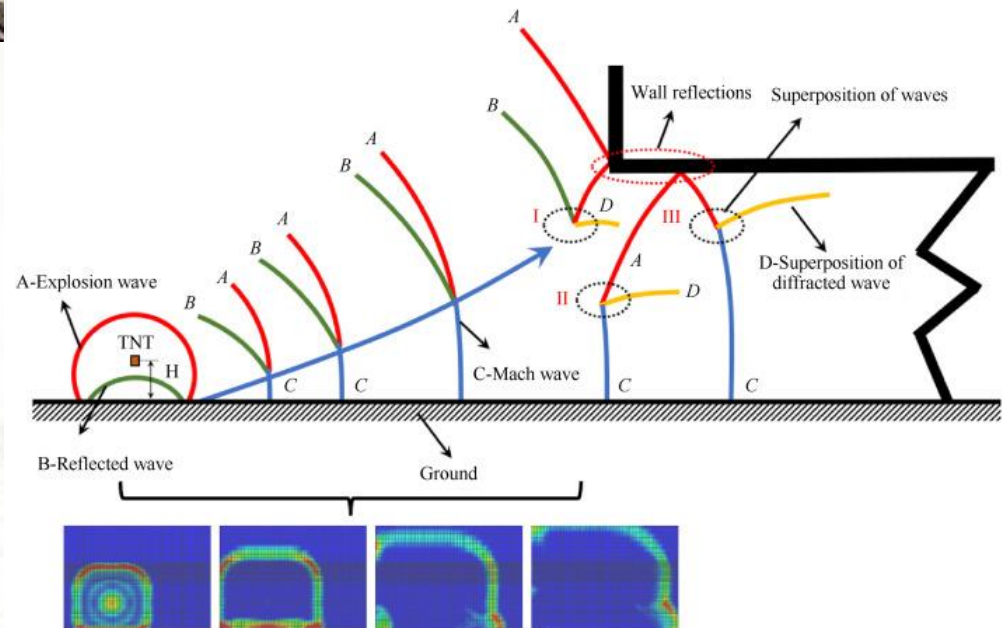 A
Wall reflections
Superposition of waves
B
A
B
I
D
III
A
B
A-Explosion wave
A
B
A
II
D
D-Superposition of
diffracted wave
TNT
H
C
C
C-Mach wave
C
C
B-Reflected wave
Ground